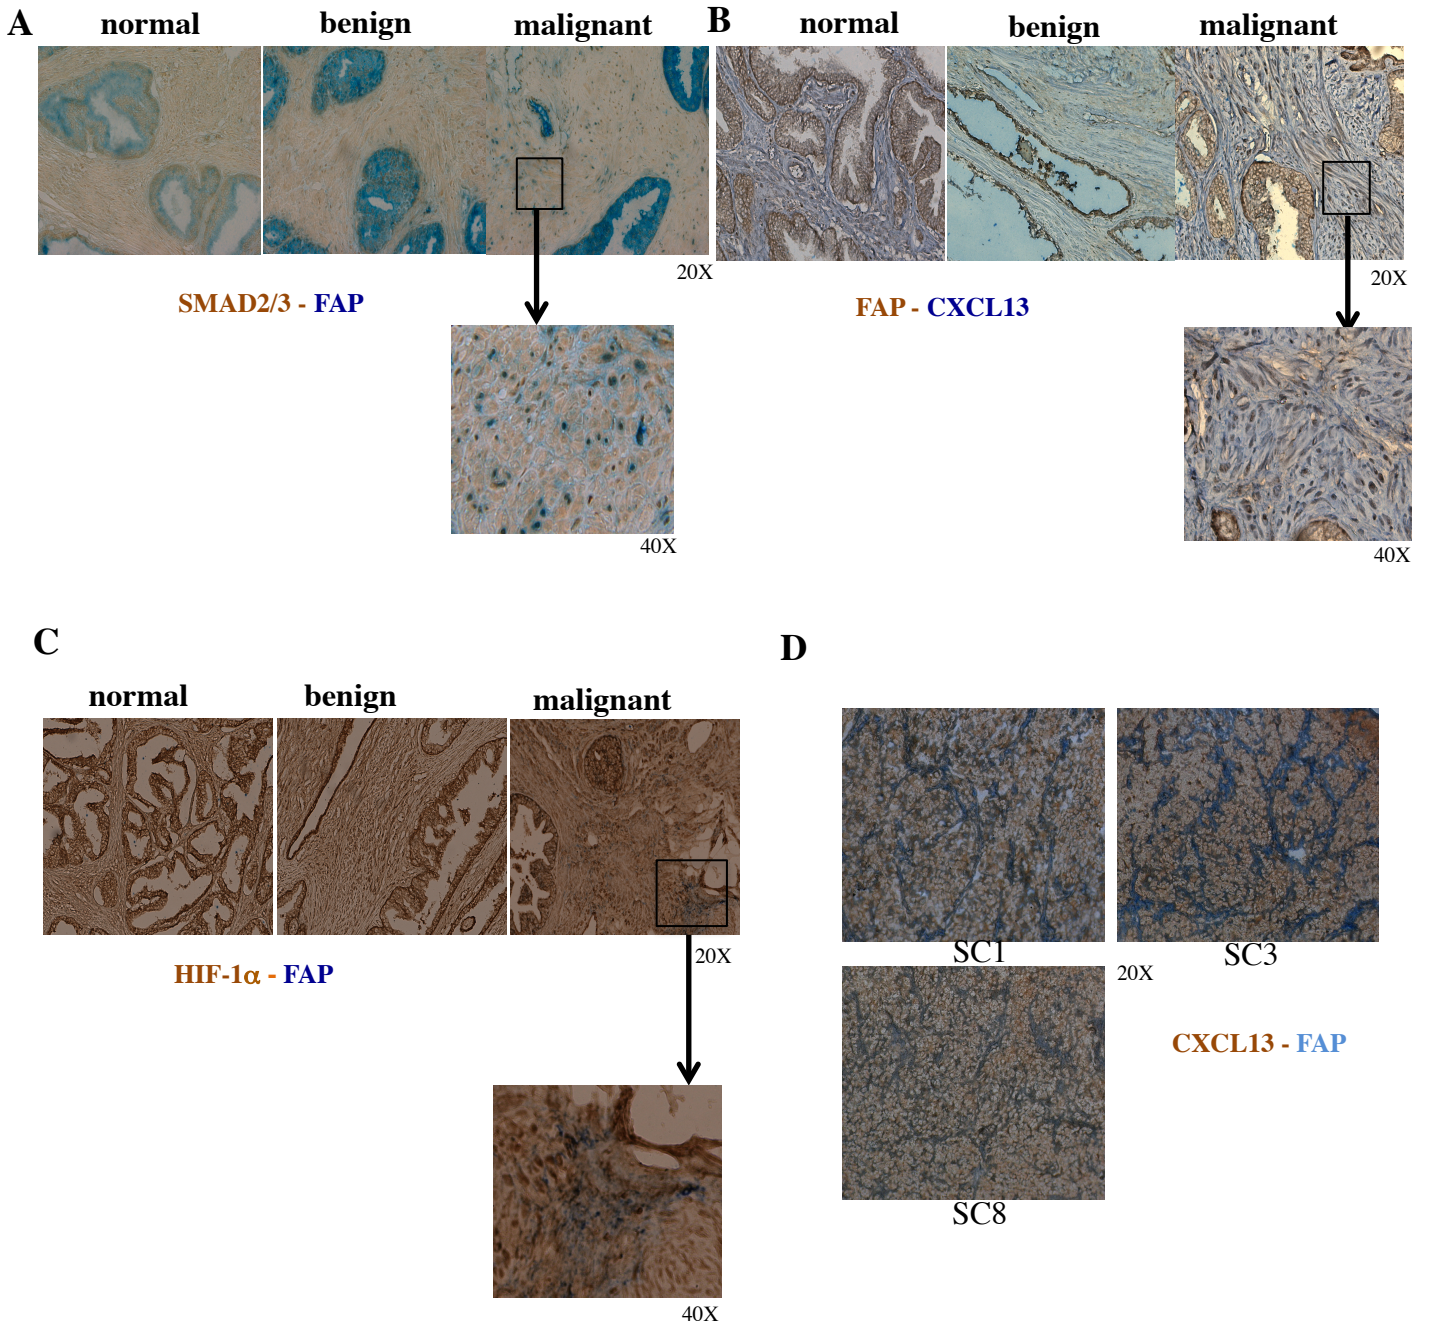 A
normal
benign
malignant
20X
SMAD2/3 - FAP
40X
B
normal
benign
malignant
20X
FAP - CXCL13
40X
C
normal
benign
malignant
20X
HIF-1α - FAP
40X
D
SC1
SC3
20X
CXCL13 - FAP
SC8